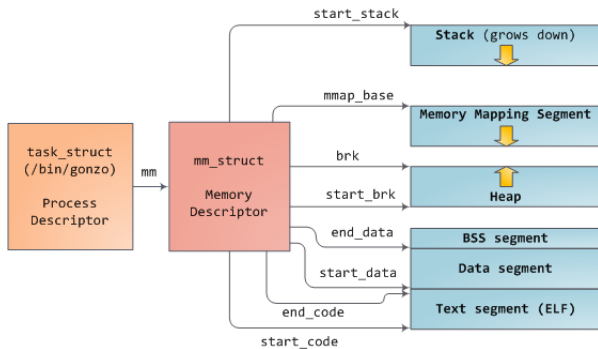 start_stack
Stack (grows down)
mmap_base
Memory Mapping Segment
task_struct
(/bin/gonzo)
Process
Descriptor
mm
mm_struct
Memory
Descriptor
brk
start_brk
Heap
end_data
BSS segment
start_data
Data segment
end_code
Text segment (ELF)
start_code